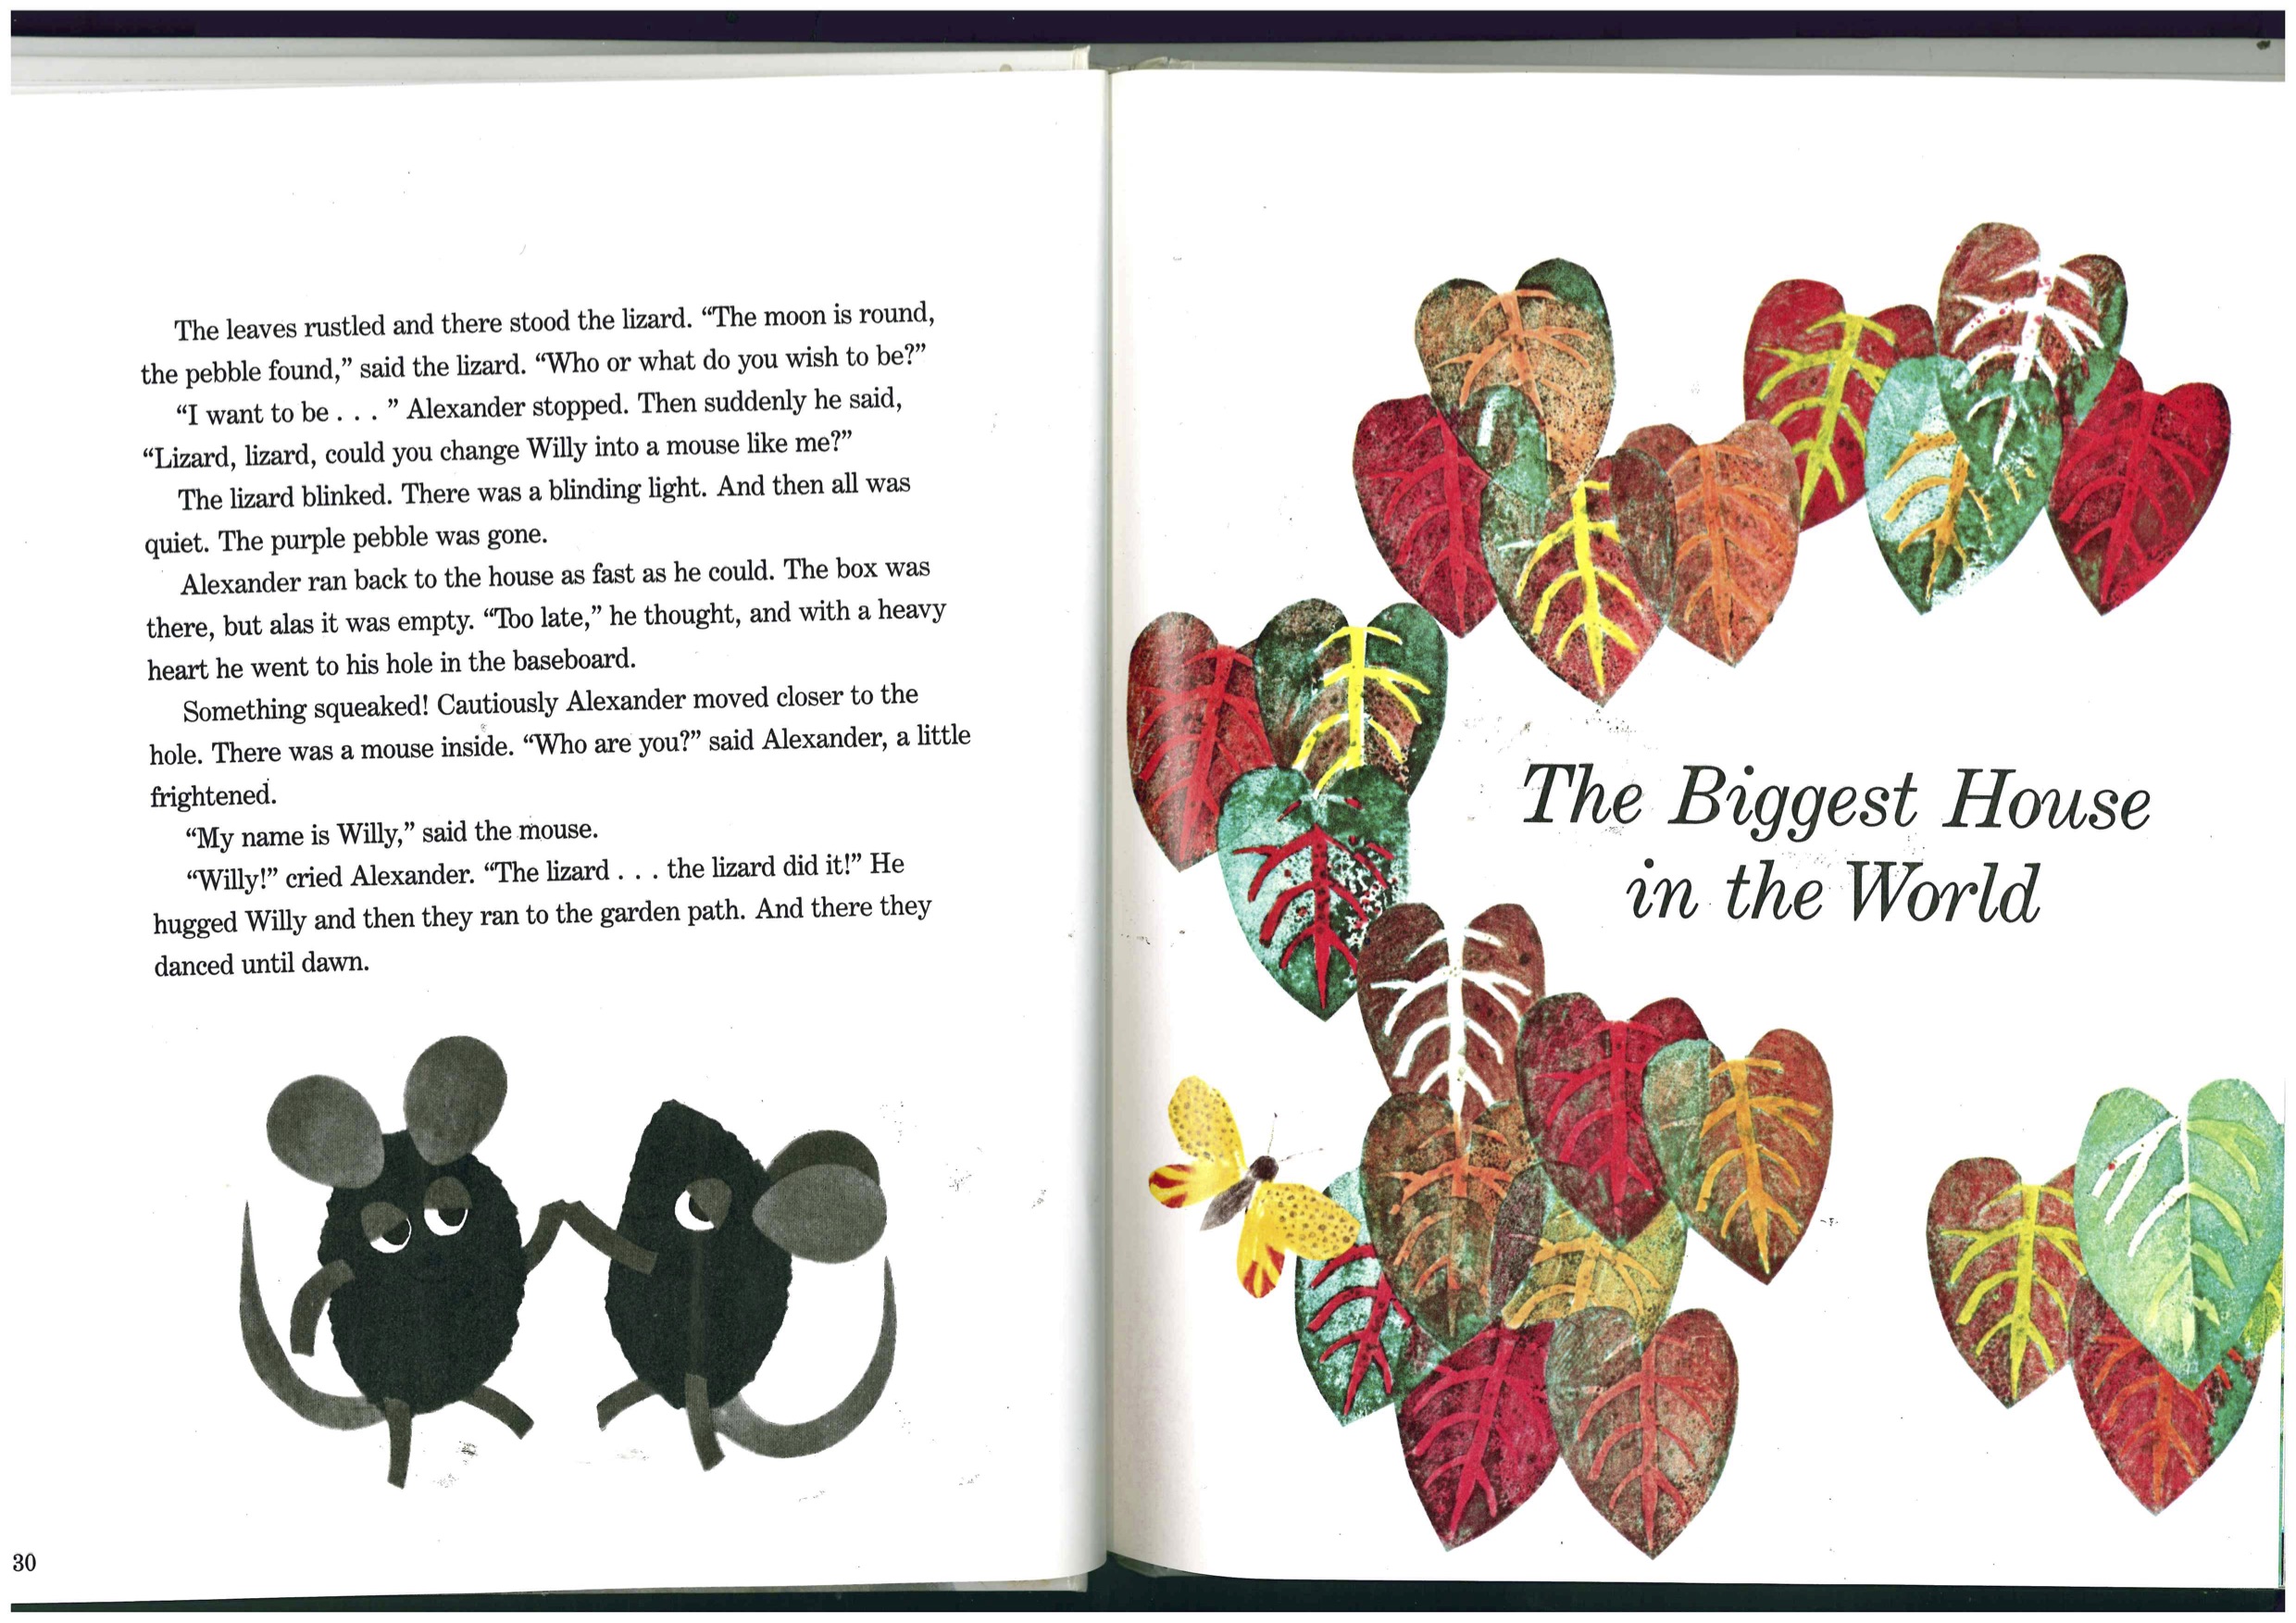 The leaves rustled and there stood the lizard. “The moon is round,
the pebble found,” said the lizard. “Who or what do you wish to be?”
“I want to be . . . ” Alexander stopped. Then suddenly he said,
“Lizard, lizard, could you change Willy into a mouse like me?”
The lizard blinked. There was a blinding light. And then all was
quiet. The purple pebble was gone.
Alexander ran back to the house as fast as he could. The box was
there, but alas it was empty. “Too late,” he thought, and with a heavy
heart he went to his hole in the baseboard.
Something squeaked! Cautiously Alexander moved closer to the
hole. There was a mouse inside. “Who are you?” said Alexander, a little
frightened.
“My name is Willy,” said the mouse.
“Willy!” cried Alexander. “The lizard . . . the lizard did it!” He
hugged Willy and then they ran to the garden path. And there they
danced until dawn.
30
The Biggest House
in the World